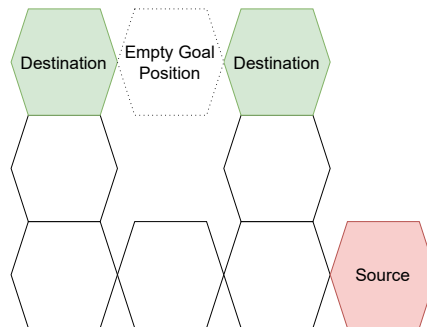 Destination
Empty Goal
Position
Destination
Source